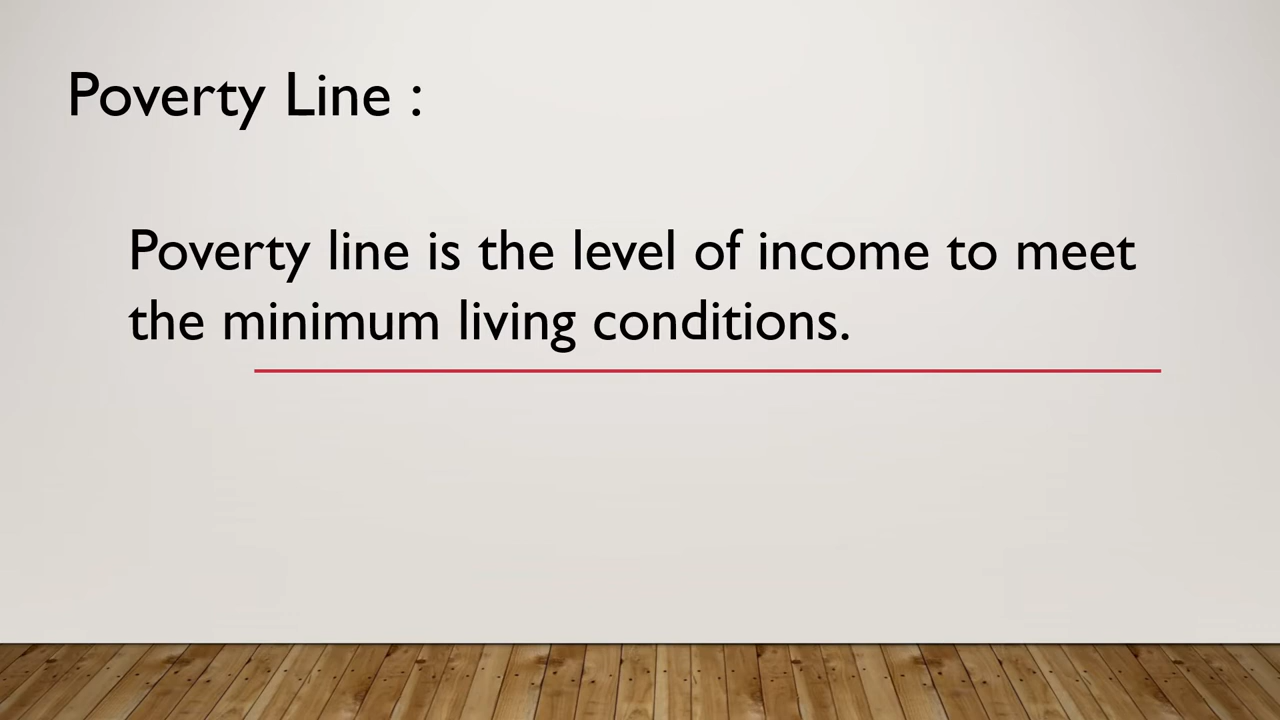 Poverty Line :
Poverty line is the level of income to meet
the minimum living conditions.